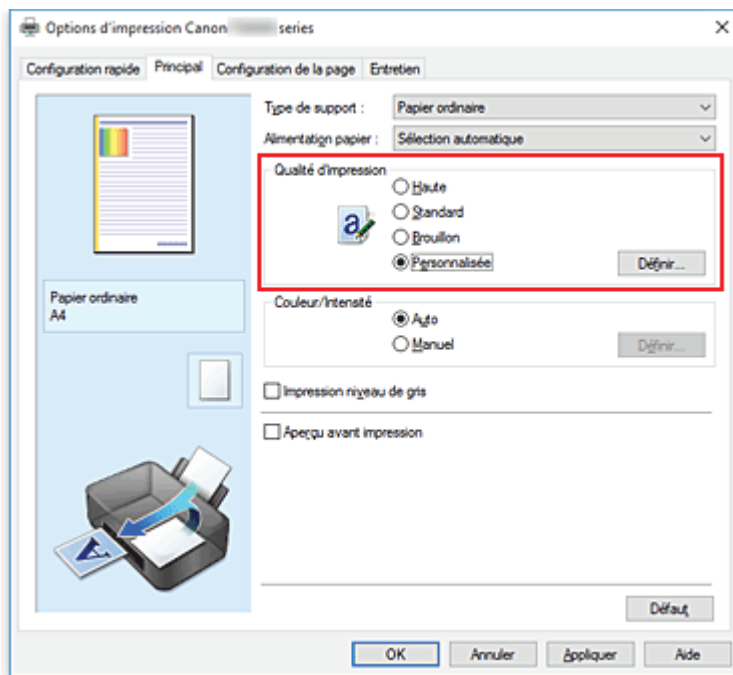 Options d'impression Canon series
Configuration rapide Principal Configuration de la page Entretien
Type de support : Papier ordinaire
Alimentation papier : Sélection automatique
Qualité d'impression
Haute
Standard
Brouillon
Personnalisée Définir...
Papier ordinaire
A4
Couleur/Intensité
Auto
Manuel Définir...
Impression niveau de gris
Aperçu avant impression
Défaut
OK Annuler Appliquer Aide